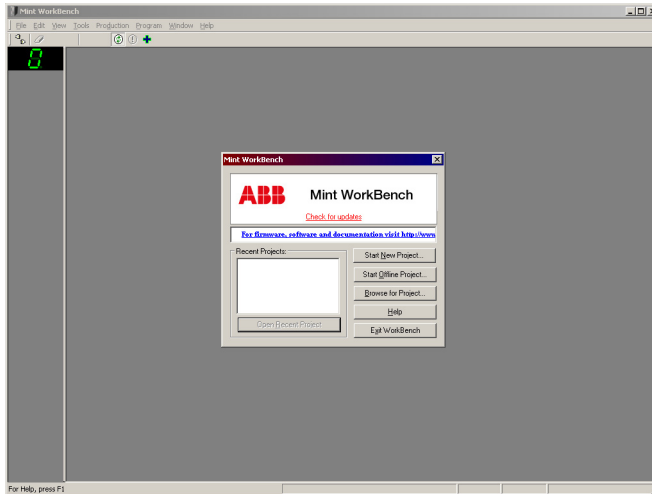 Mint WorkBench
File Edit View Tools Production Program Window Help
0
Mint WorkBench
ABB Mint WorkBench
Check for updates
For firmware, software and documentation visit http://www
Recent Projects:
Open Recent Project
Start New Project...
Start Offline Project...
Browse for Project...
Help
Exit WorkBench
For Help, press F1